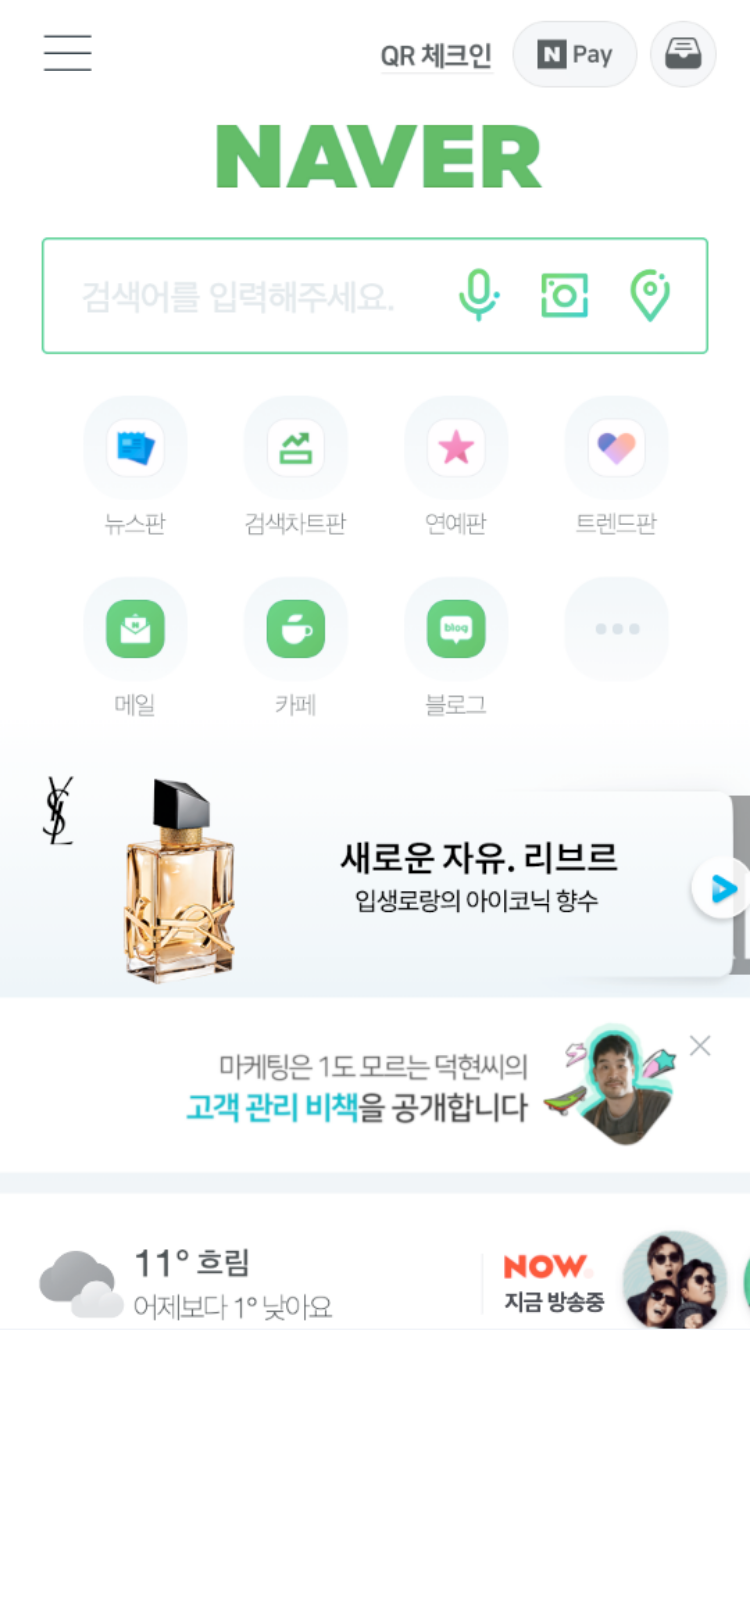 QR 체크인
N Pay
NAVER
검색어를 입력해주세요.
뉴스판
검색차트판
연예판
트렌드판
N
blog
메일
카페
블로그
YSL
새로운 자유. 리브르
입생로랑의 아이코닉 향수
마케팅은 1도 모르는 덕현씨의
고객 관리 비책을 공개합니다
11° 흐림
어제보다 1° 낮아요
NOW.
지금 방송중